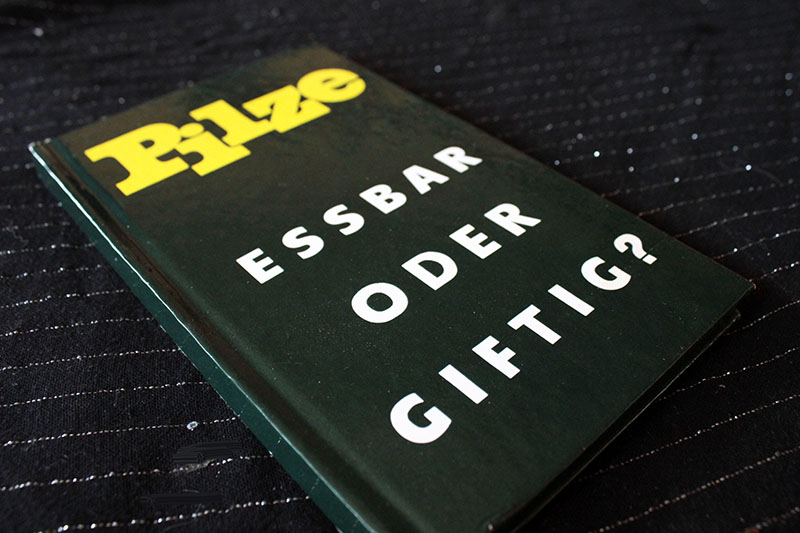 Pilze
ESSBAR
ODER
GIFTIG?